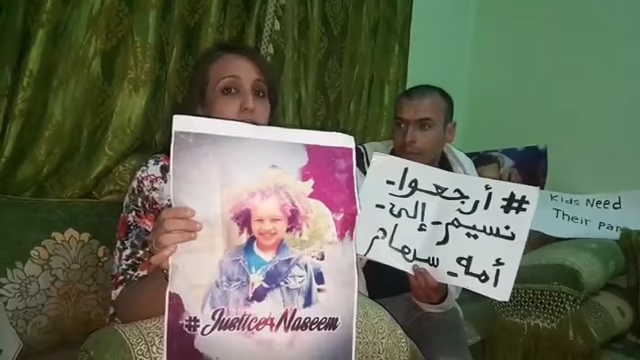 #Justice4Naseem
#أرجعوا-
نسيم-إلى-
أمه-سهام
Kids Need
Their